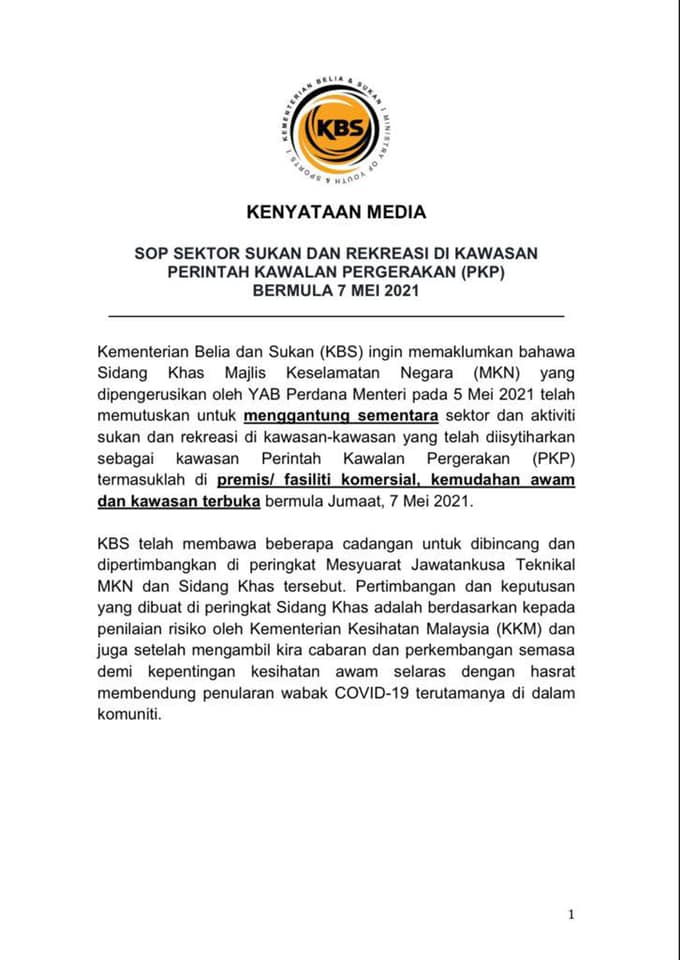 KEMENTERIAN BELIA & SUKAN | MINISTRY OF YOUTH & SPORTS |
KBS
KENYATAAN MEDIA
SOP SEKTOR SUKAN DAN REKREASI DI KAWASAN
PERINTAH KAWALAN PERGERAKAN (PKP)
BERMULA 7 MEI 2021
Kementerian Belia dan Sukan (KBS) ingin memaklumkan bahawa
Sidang Khas Majlis Keselamatan Negara (MKN) yang
dipengerusikan oleh YAB Perdana Menteri pada 5 Mei 2021 telah
memutuskan untuk menggantung sementara sektor dan aktiviti
sukan dan rekreasi di kawasan-kawasan yang telah diisytiharkan
sebagai kawasan Perintah Kawalan Pergerakan (PKP)
termasuklah di premis/ fasiliti komersial, kemudahan awam
dan kawasan terbuka bermula Jumaat, 7 Mei 2021.
KBS telah membawa beberapa cadangan untuk dibincang dan
dipertimbangkan di peringkat Mesyuarat Jawatankusa Teknikal
MKN dan Sidang Khas tersebut. Pertimbangan dan keputusan
yang dibuat di peringkat Sidang Khas adalah berdasarkan kepada
penilaian risiko oleh Kementerian Kesihatan Malaysia (KKM) dan
juga setelah mengambil kira cabaran dan perkembangan semasa
demi kepentingan kesihatan awam selaras dengan hasrat
membendung penularan wabak COVID-19 terutamanya di dalam
komuniti.
1